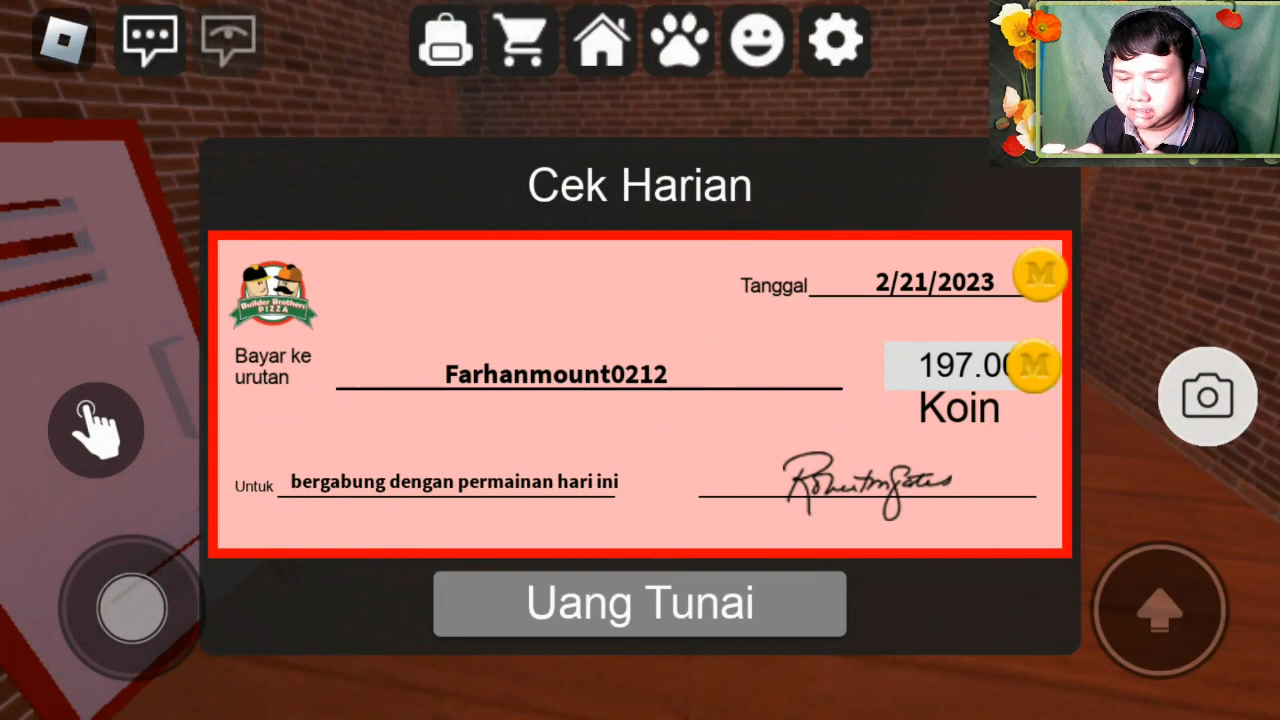 Cek Harian
Builder Brothers
PIZZA
Tanggal 2/21/2023
M
Bayar ke
urutan
Farhanmount0212
197.00
M
Koin
Untuk bergabung dengan permainan hari ini
Uang Tunai